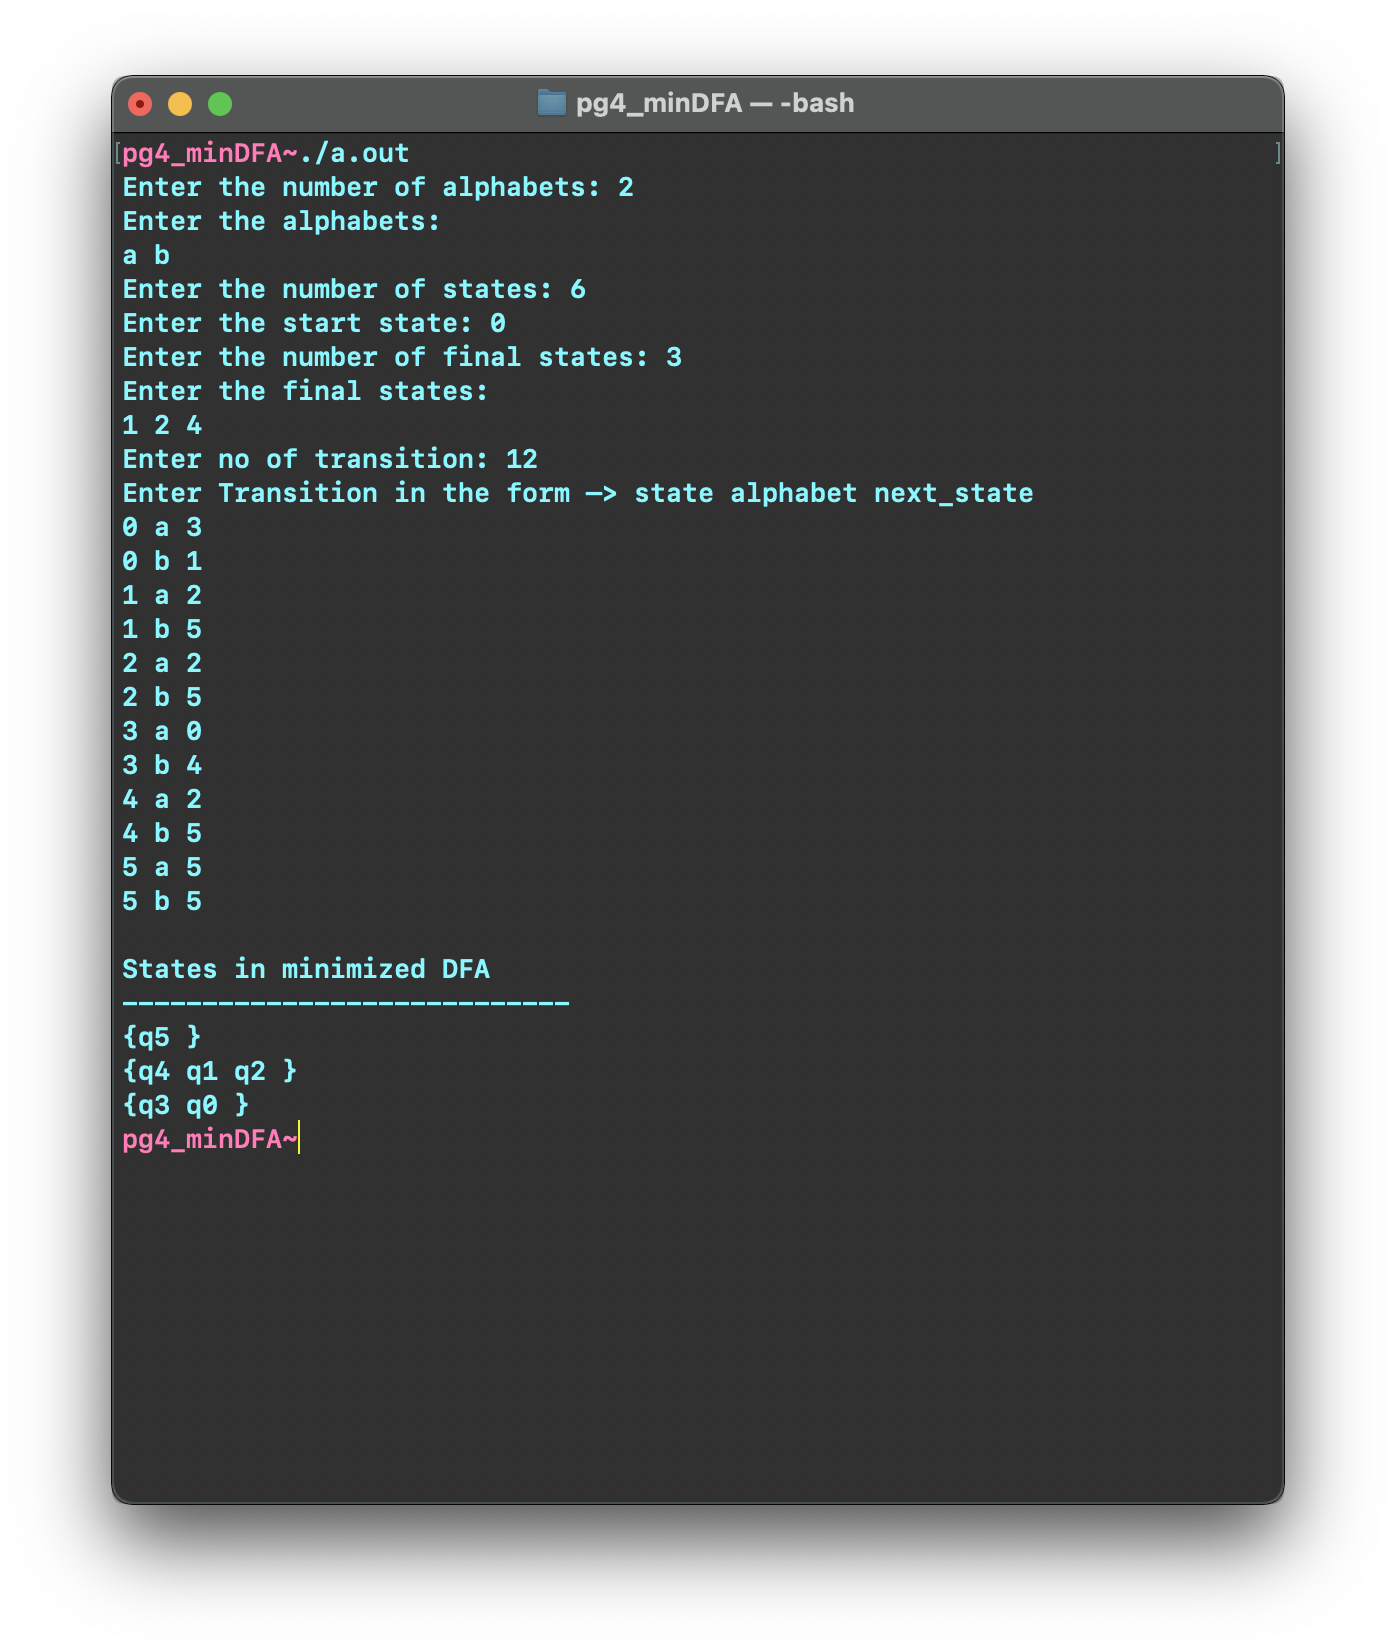 pg4_minDFA — -bash
[pg4_minDFA~./a.out ]
Enter the number of alphabets: 2
Enter the alphabets:
a b
Enter the number of states: 6
Enter the start state: 0
Enter the number of final states: 3
Enter the final states:
1 2 4
Enter no of transition: 12
Enter Transition in the form —> state alphabet next_state
0 a 3
0 b 1
1 a 2
1 b 5
2 a 2
2 b 5
3 a 0
3 b 4
4 a 2
4 b 5
5 a 5
5 b 5
States in minimized DFA
————————————————————————————
{q5 }
{q4 q1 q2 }
{q3 q0 }
pg4_minDFA~